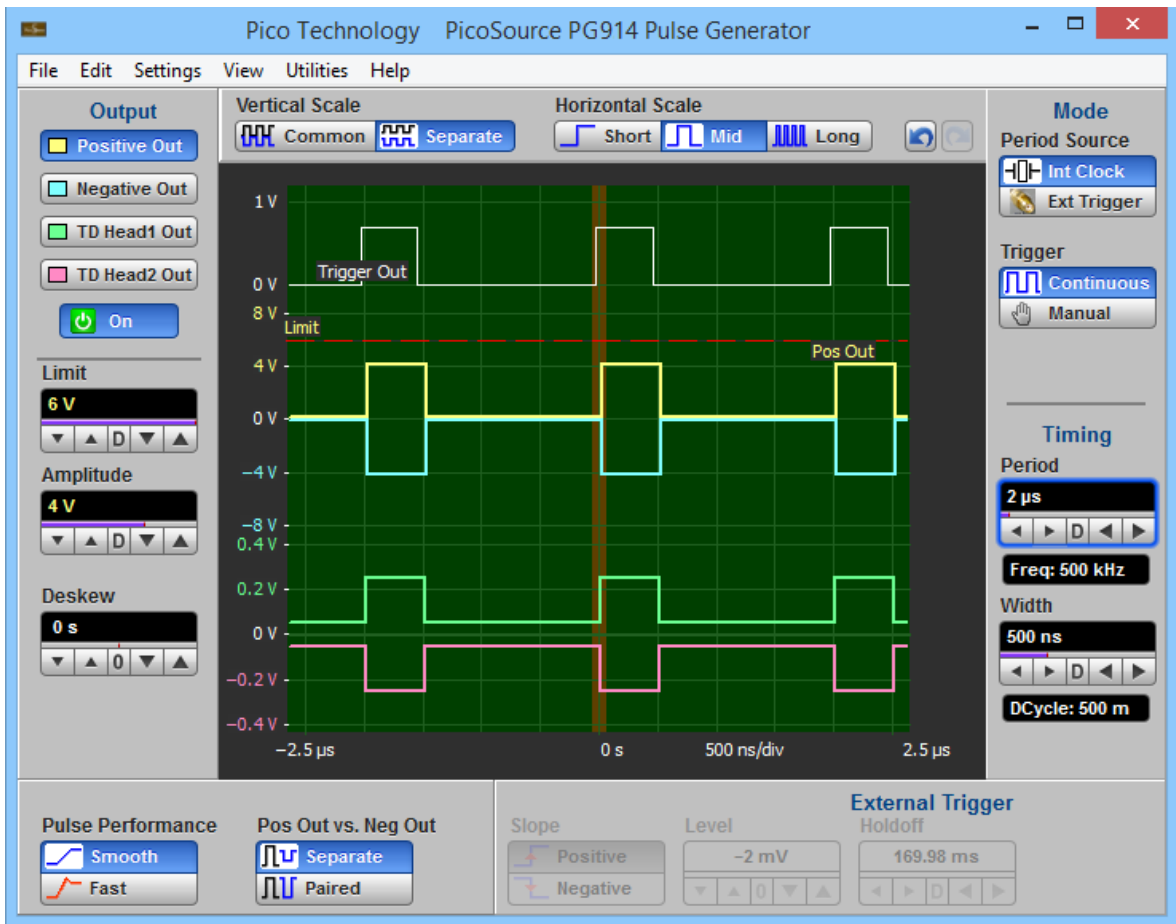 Pico Technology PicoSource PG914 Pulse Generator
File Edit Settings View Utilities Help
Output
Positive Out
Negative Out
TD Head1 Out
TD Head2 Out
On
Limit
6 V
D
Amplitude
4 V
D
Deskew
0 s
0
Vertical Scale
Common Separate
Horizontal Scale
Short Mid Long
1 V
Trigger Out
0 V
8 V
Limit
Pos Out
4 V
0 V
−4 V
−8 V
0.4 V
0.2 V
0 V
−0.2 V
−0.4 V
−2.5 µs 0 s 500 ns/div 2.5 µs
Mode
Period Source
Int Clock
Ext Trigger
Trigger
Continuous
Manual
Timing
Period
2 µs
D
Freq: 500 kHz
Width
500 ns
D
DCycle: 500 m
Pulse Performance
Smooth
Fast
Pos Out vs. Neg Out
Separate
Paired
External Trigger
Slope
Positive
Negative
Level
−2 mV
0
Holdoff
169.98 ms
D